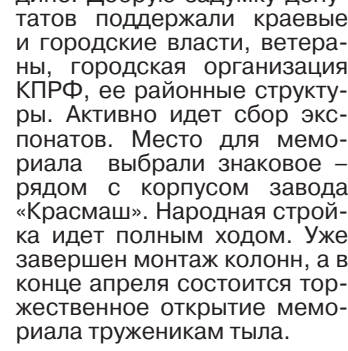 татов поддержали краевые
и городские власти, ветера-
ны, городская организация
КПРФ, ее районные структу-
ры. Активно идет сбор экс-
понатов. Место для мемо-
риала выбрали знаковое –
рядом с корпусом завода
«Красмаш». Народная строй-
ка идет полным ходом. Уже
завершен монтаж колонн, а в
конце апреля состоится тор-
жественное открытие мемо-
риала труженикам тыла.